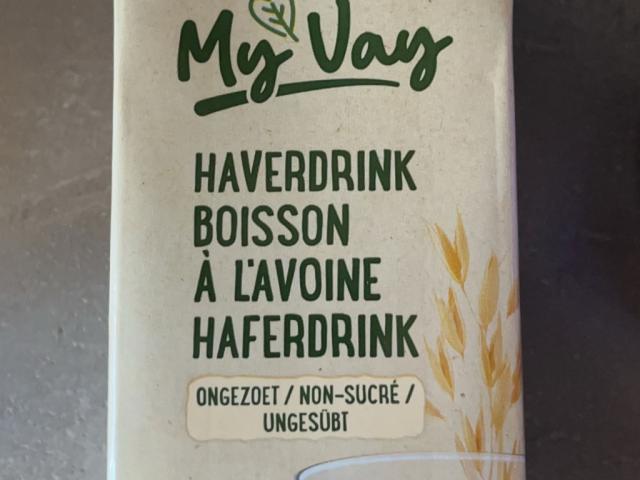 My Vay
HAVERDRINK
BOISSON
À L'AVOINE
HAFERDRINK
ONGEZOET / NON-SUCRÉ /
UNGESÜBT